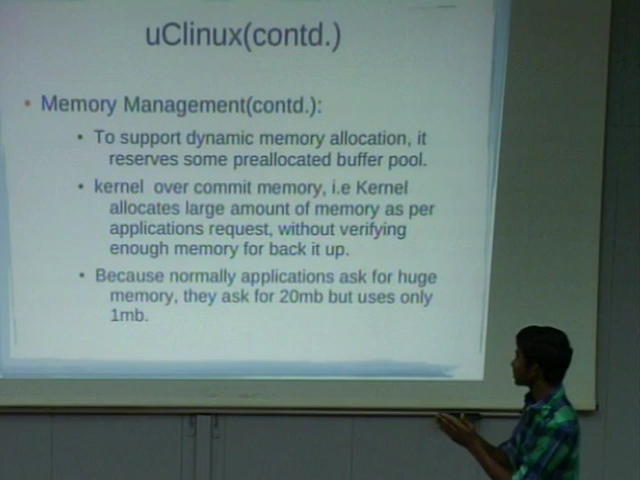 uClinux(contd.)
• Memory Management(contd.):
• To support dynamic memory allocation, it
reserves some preallocated buffer pool.
• kernel over commit memory, i.e Kernel
allocates large amount of memory as per
applications request, without verifying
enough memory for back it up.
• Because normally applications ask for huge
memory, they ask for 20mb but uses only
1mb.